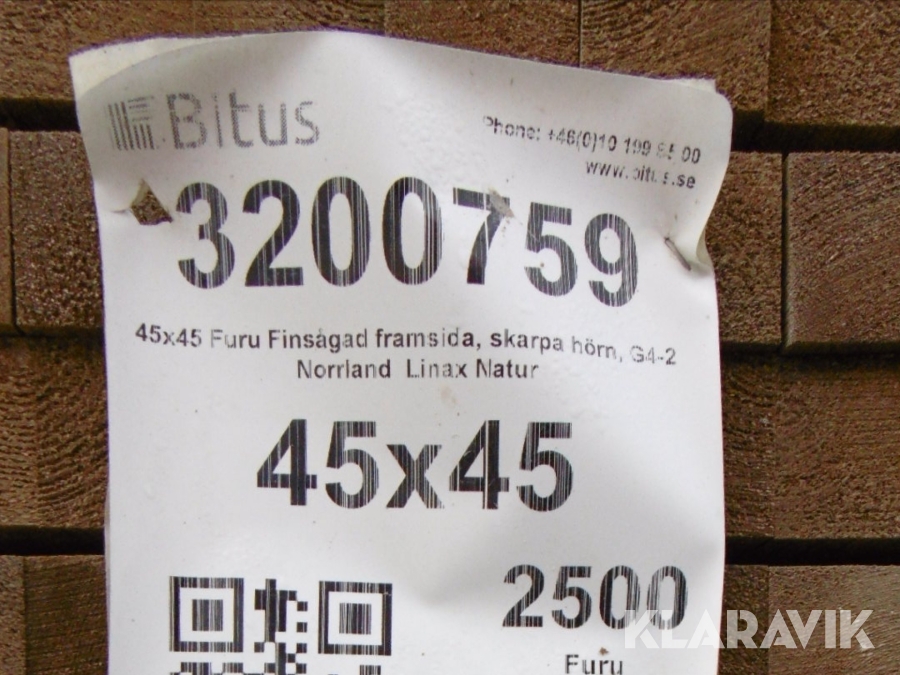 Bitus
Phone: +46(0)10 199 85 00
www.bitus.se
3200759
45x45 Furu Finsågad framsida, skarpa hörn, G4-2
Norrland Linax Natur
45x45
2500
Furu
KLARAVIK